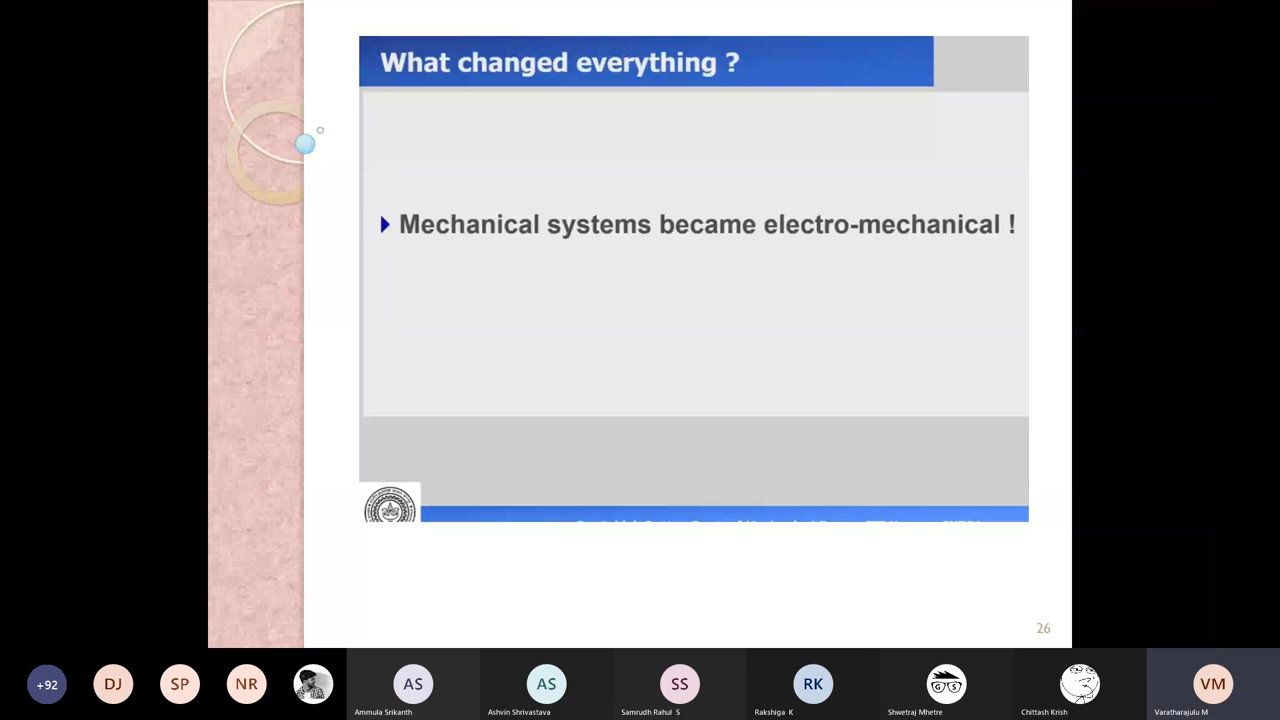 What changed everything ?
Mechanical systems became electro-mechanical !
26
+92
DJ
SP
NR
AS
AS
SS
RK
VM
Ammula Srikanth
Ashvin Shrivastava
Samrudh Rahul S
Rakshiga K
Shwetraj Mhetre
Chittash Krish
Varatharajulu M